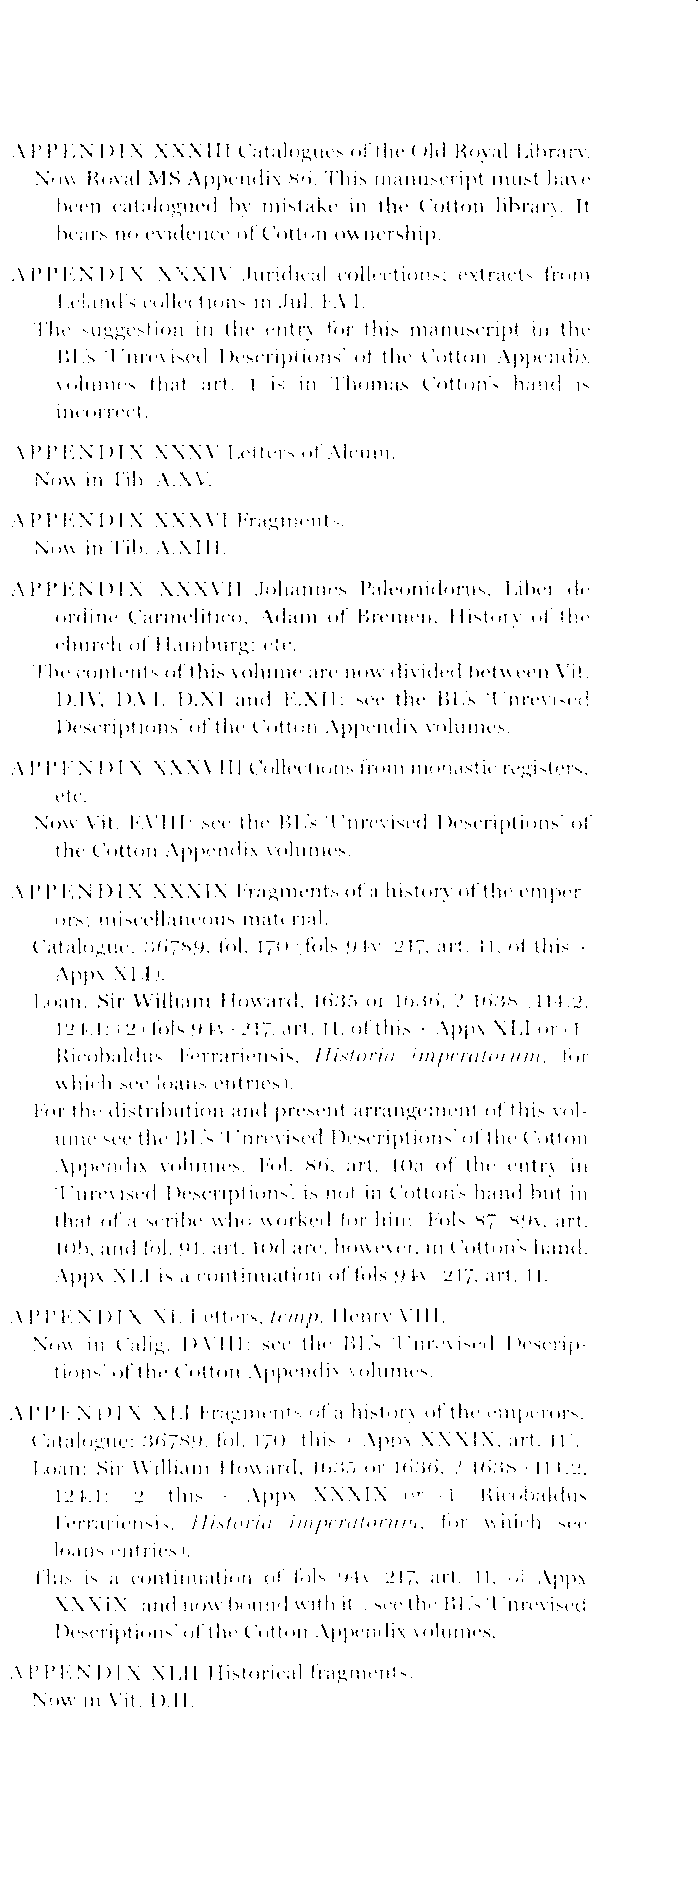 APPENDIX XXXIII Catalogues of the Old Royal Library.
Now Royal MS Appendix 86. This manuscript must have
been catalogued by mistake in the Cotton library. It
bears no evidence of Cotton ownership.
APPENDIX XXXIV Juridical collections; extracts from
Leland's collections in Jul. F.VI.
The suggestion in the entry for this manuscript in the
BL's 'Unrevised Descriptions' of the Cotton Appendix
volumes that art. 1 is in Thomas Cotton's hand is
incorrect.
APPENDIX XXXV Letters of Alcuin.
Now in Tib. A.XV.
APPENDIX XXXVI Fragments.
Now in Tib. A.XIII.
APPENDIX XXXVII Johannes Paleonidorus, Liber de
ordine Carmelitico, Adam of Bremen, History of the
church of Hamburg; etc.
The contents of this volume are now divided between Vit.
D.IV, D.VI, D.XI and E.XII: see the BL's 'Unrevised
Descriptions' of the Cotton Appendix volumes.
APPENDIX XXXVIII Collections from monastic registers,
etc.
Now Vit. F.VIII: see the BL's 'Unrevised Descriptions' of
the Cotton Appendix volumes.
APPENDIX XXXIX Fragments of a history of the emper-
ors; miscellaneous material.
Catalogue: 36789, fol. 170 (fols 94v-217, art. 11, of this +
Appx XLI).
Loan: Sir William Howard, 1635 or 1636, ? 1638 (114.2,
124.1: (2) fols 94v-217, art. 11, of this + Appx XLI or (1)
Ricobaldus Ferrariensis, Historia imperatorum, for
which see loans entries).
For the distribution and present arrangement of this vol-
ume see the BL's 'Unrevised Descriptions' of the Cotton
Appendix volumes. Fol. 86, art. 10a of the entry in
'Unrevised Descriptions', is not in Cotton's hand but in
that of a scribe who worked for him. Fols 87-89v, art.
10b, and fol. 91, art. 10d are, however, in Cotton's hand.
Appx XLI is a continuation of fols 94v-217, art. 11.
APPENDIX XL Letters, temp. Henry VIII.
Now in Calig. D.VIII: see the BL's 'Unrevised Descrip-
tions' of the Cotton Appendix volumes.
APPENDIX XLI Fragments of a history of the emperors.
Catalogue: 36789, fol. 170 (this + Appx XXXIX, art. 11).
Loan: Sir William Howard, 1635 or 1636, ? 1638 (114.2,
124.1: (2) this + Appx XXXIX or (1) Ricobaldus
Ferrariensis, Historia imperatorum, for which see
loans entries).
This is a continuation of fols 94v-217, art. 11, of Appx
XXXIX (and now bound with it): see the BL's 'Unrevised
Descriptions' of the Cotton Appendix volumes.
APPENDIX XLII Historical fragments.
Now in Vit. D.II.